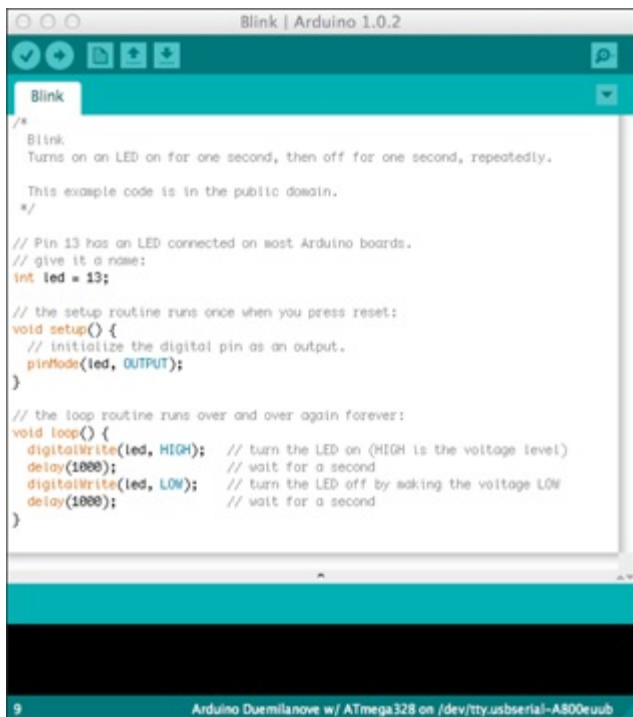 Blink | Arduino 1.0.2
Blink
/*
  Blink
  Turns on an LED on for one second, then off for one second, repeatedly.

  This example code is in the public domain.
 */

// Pin 13 has an LED connected on most Arduino boards.
// give it a name:
int led = 13;

// the setup routine runs once when you press reset:
void setup() {
  // initialize the digital pin as an output.
  pinMode(led, OUTPUT);
}

// the loop routine runs over and over again forever:
void loop() {
  digitalWrite(led, HIGH);   // turn the LED on (HIGH is the voltage level)
  delay(1000);               // wait for a second
  digitalWrite(led, LOW);    // turn the LED off by making the voltage LOW
  delay(1000);               // wait for a second
}
9 Arduino Duemilanove w/ ATmega328 on /dev/tty.usbserial-A800euub